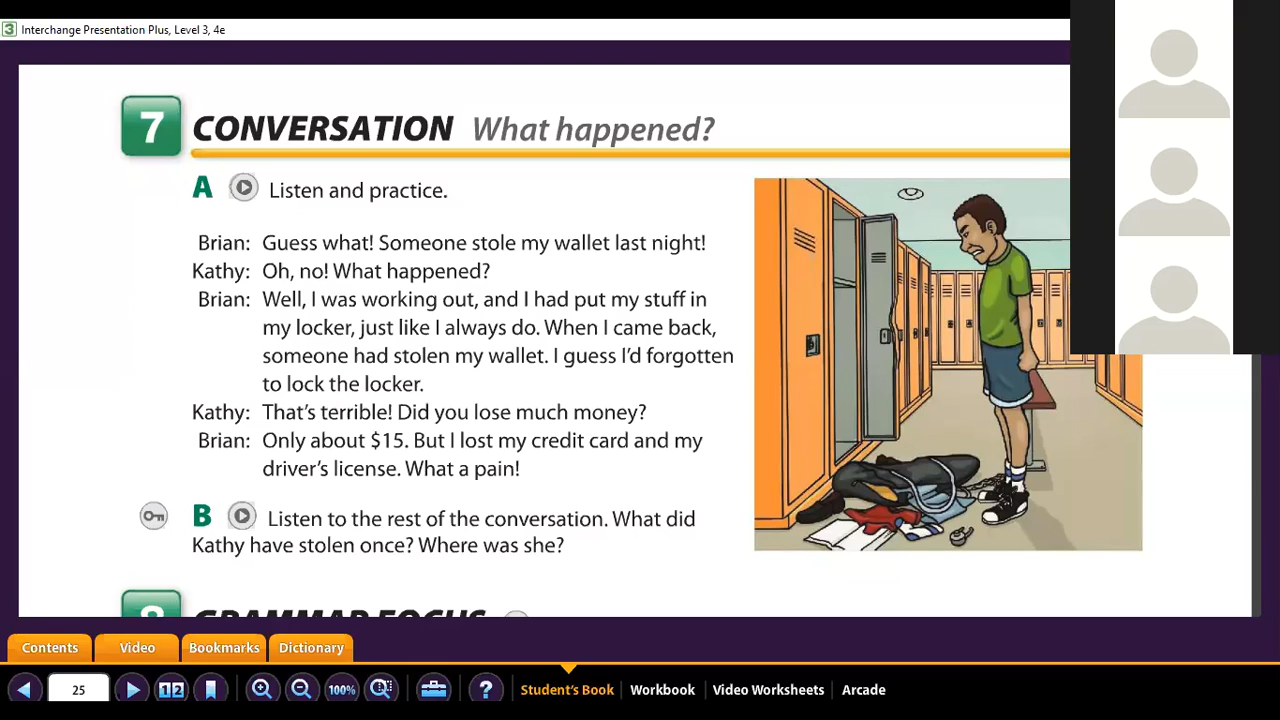 Interchange Presentation Plus, Level 3, 4e
7 CONVERSATION What happened?
A Listen and practice.
Brian: Guess what! Someone stole my wallet last night!
Kathy: Oh, no! What happened?
Brian: Well, I was working out, and I had put my stuff in
my locker, just like I always do. When I came back,
someone had stolen my wallet. I guess I'd forgotten
to lock the locker.
Kathy: That's terrible! Did you lose much money?
Brian: Only about $15. But I lost my credit card and my
driver's license. What a pain!
B Listen to the rest of the conversation. What did
Kathy have stolen once? Where was she?
8 GRAMMAR FOCUS
Contents Video Bookmarks Dictionary
25 1 2 100% ? Student's Book Workbook Video Worksheets Arcade